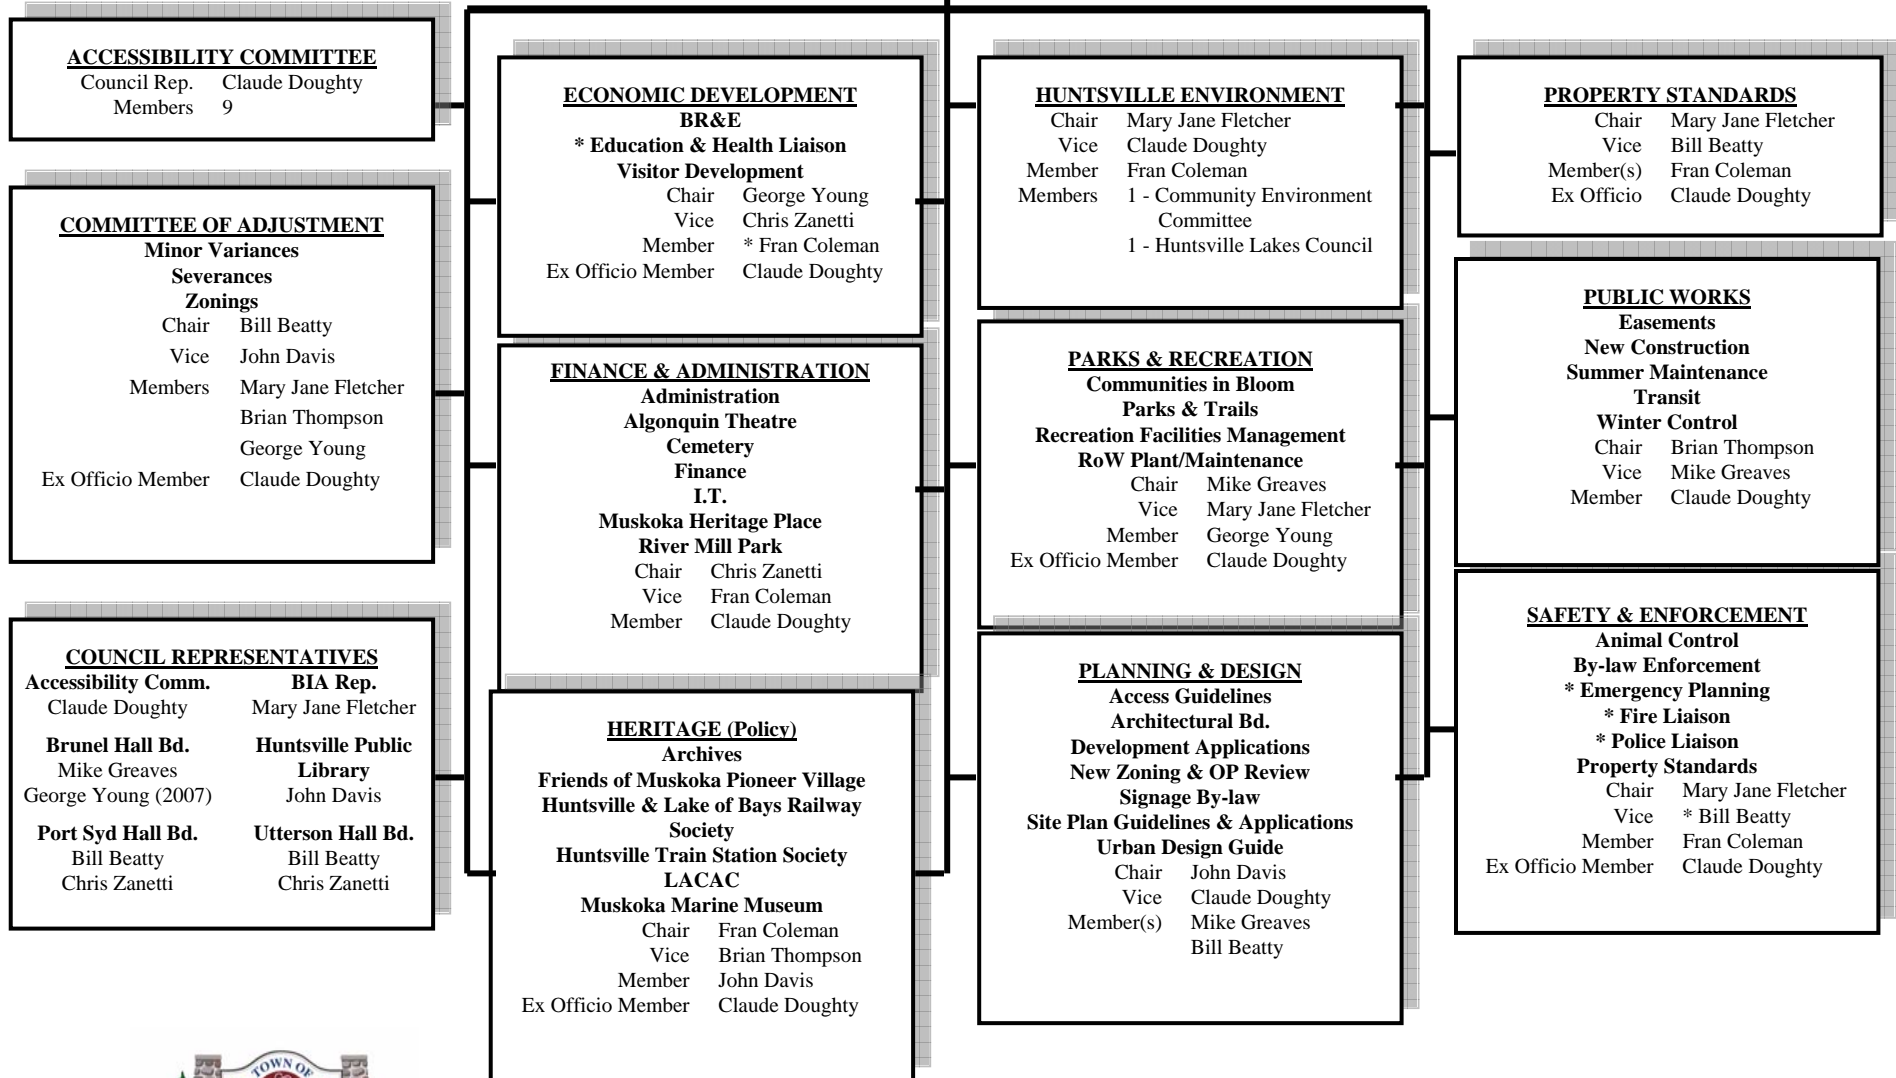 ACCESSIBILITY COMMITTEE
Council Rep. Claude Doughty
Members 9
COMMITTEE OF ADJUSTMENT
Minor Variances
Severances
Zonings
Chair Bill Beatty
Vice John Davis
Members Mary Jane Fletcher
Brian Thompson
George Young
Ex Officio Member Claude Doughty
COUNCIL REPRESENTATIVES
Accessibility Comm. BIA Rep.
Claude Doughty Mary Jane Fletcher
Brunel Hall Bd. Huntsville Public
Mike Greaves Library
George Young (2007) John Davis
Port Syd Hall Bd. Utterson Hall Bd.
Bill Beatty Bill Beatty
Chris Zanetti Chris Zanetti
TOWN OF
ECONOMIC DEVELOPMENT
BR&E
* Education & Health Liaison
Visitor Development
Chair George Young
Vice Chris Zanetti
Member * Fran Coleman
Ex Officio Member Claude Doughty
FINANCE & ADMINISTRATION
Administration
Algonquin Theatre
Cemetery
Finance
I.T.
Muskoka Heritage Place
River Mill Park
Chair Chris Zanetti
Vice Fran Coleman
Member Claude Doughty
HERITAGE (Policy)
Archives
Friends of Muskoka Pioneer Village
Huntsville & Lake of Bays Railway
Society
Huntsville Train Station Society
LACAC
Muskoka Marine Museum
Chair Fran Coleman
Vice Brian Thompson
Member John Davis
Ex Officio Member Claude Doughty
HUNTSVILLE ENVIRONMENT
Chair Mary Jane Fletcher
Vice Claude Doughty
Member Fran Coleman
Members 1 - Community Environment
Committee
1 - Huntsville Lakes Council
PARKS & RECREATION
Communities in Bloom
Parks & Trails
Recreation Facilities Management
RoW Plant/Maintenance
Chair Mike Greaves
Vice Mary Jane Fletcher
Member George Young
Ex Officio Member Claude Doughty
PLANNING & DESIGN
Access Guidelines
Architectural Bd.
Development Applications
New Zoning & OP Review
Signage By-law
Site Plan Guidelines & Applications
Urban Design Guide
Chair John Davis
Vice Claude Doughty
Member(s) Mike Greaves
Bill Beatty
PROPERTY STANDARDS
Chair Mary Jane Fletcher
Vice Bill Beatty
Member(s) Fran Coleman
Ex Officio Claude Doughty
PUBLIC WORKS
Easements
New Construction
Summer Maintenance
Transit
Winter Control
Chair Brian Thompson
Vice Mike Greaves
Member Claude Doughty
SAFETY & ENFORCEMENT
Animal Control
By-law Enforcement
* Emergency Planning
* Fire Liaison
* Police Liaison
Property Standards
Chair Mary Jane Fletcher
Vice * Bill Beatty
Member Fran Coleman
Ex Officio Member Claude Doughty